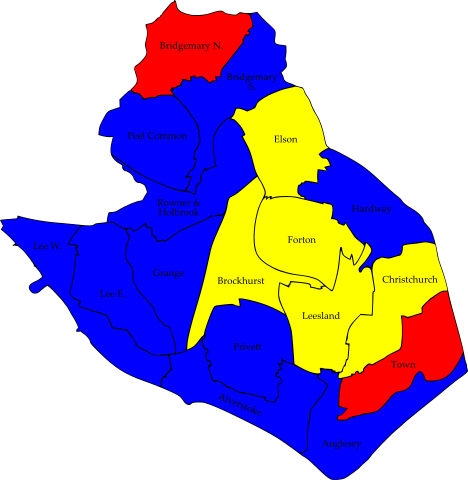 Bridgemary N.
Bridgemary
S.
Peel Common
Elson
Rowner &
Holbrook
Hardway
Forton
Lee W.
Grange
Brockhurst
Christchurch
Lee E.
Leesland
Privett
Town
Alverstoke
Anglesey